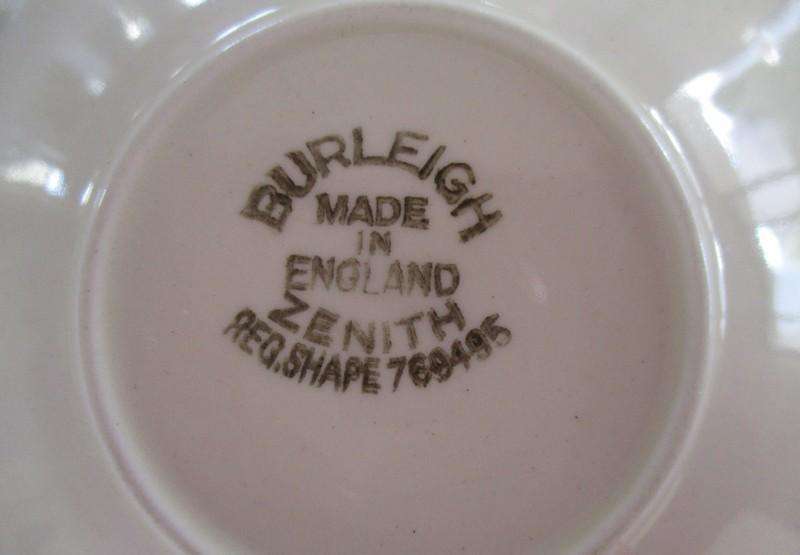 BURLEIGH
MADE
IN
ENGLAND
ZENITH
REG.SHAPE 769495